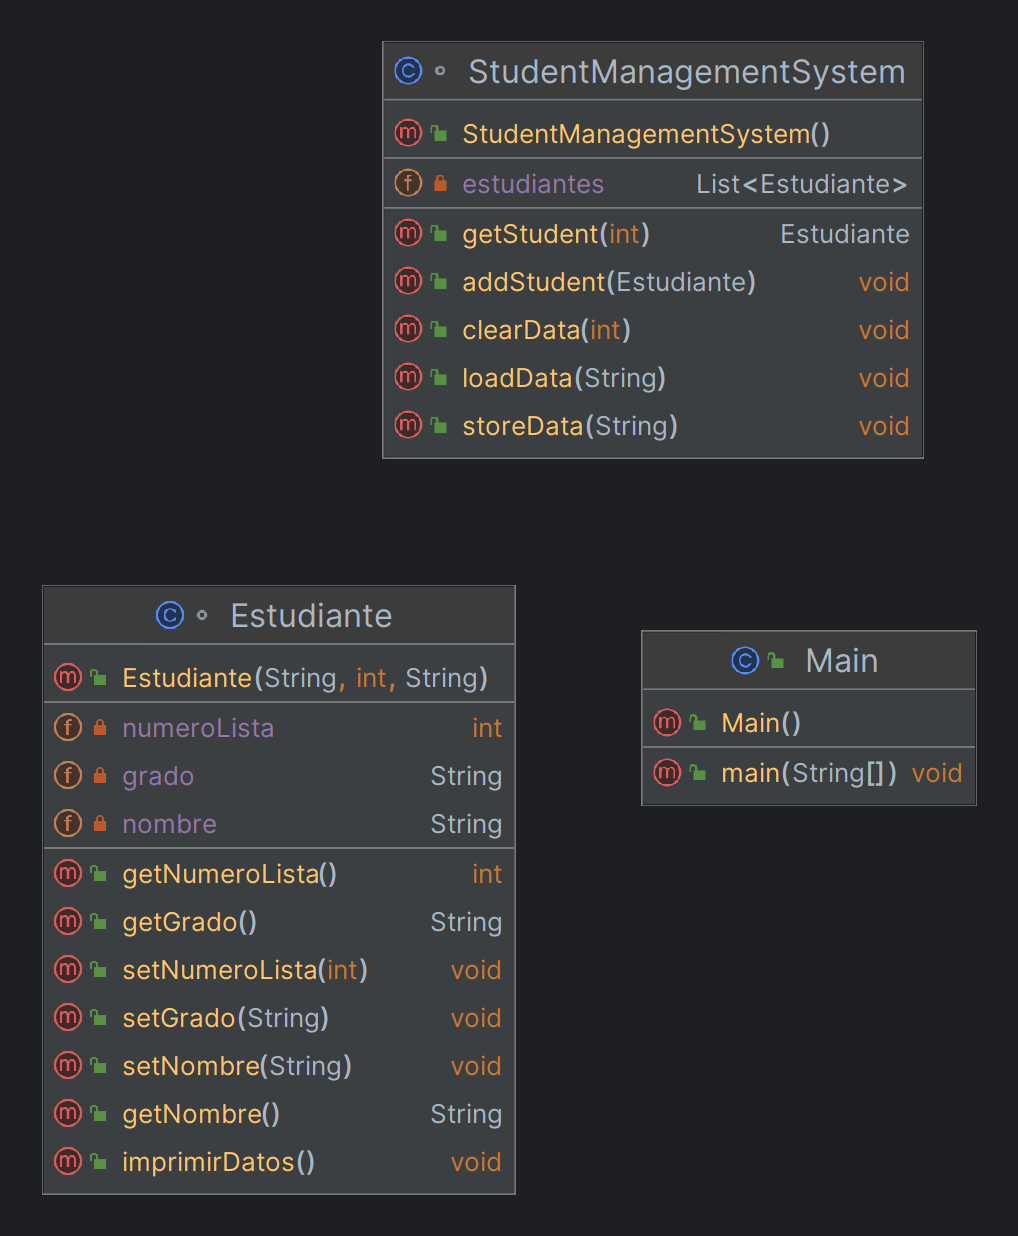 StudentManagementSystem
StudentManagementSystem()
estudiantes List<Estudiante>
getStudent(int) Estudiante
addStudent(Estudiante) void
clearData(int) void
loadData(String) void
storeData(String) void
Estudiante
Estudiante(String, int, String)
numeroLista int
grado String
nombre String
getNumeroLista() int
getGrado() String
setNumeroLista(int) void
setGrado(String) void
setNombre(String) void
getNombre() String
imprimirDatos() void
Main
Main()
main(String[]) void